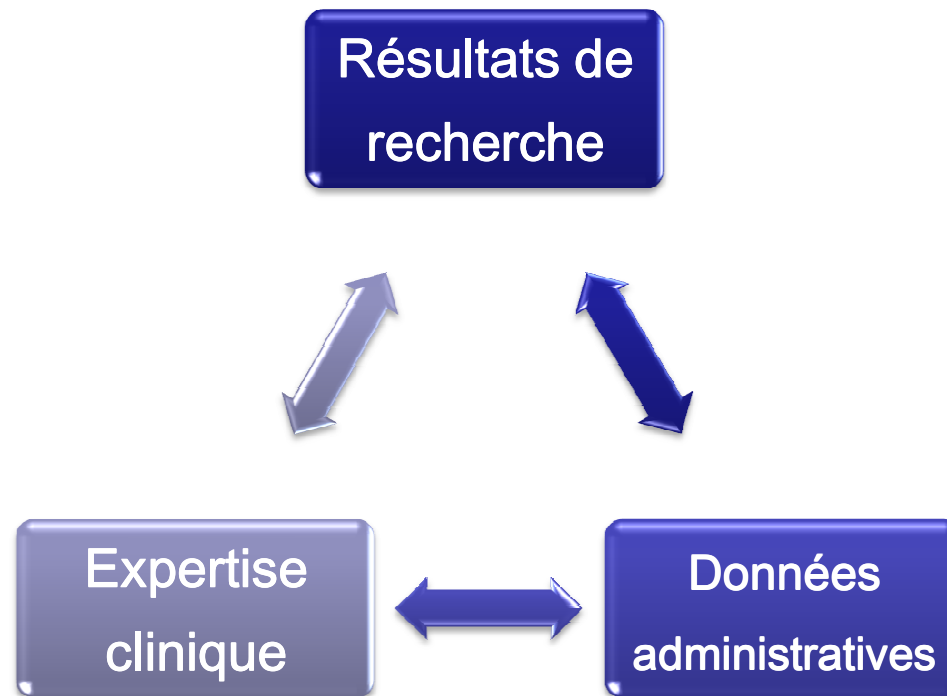 Résultats de
recherche
Expertise
clinique
Données
administratives